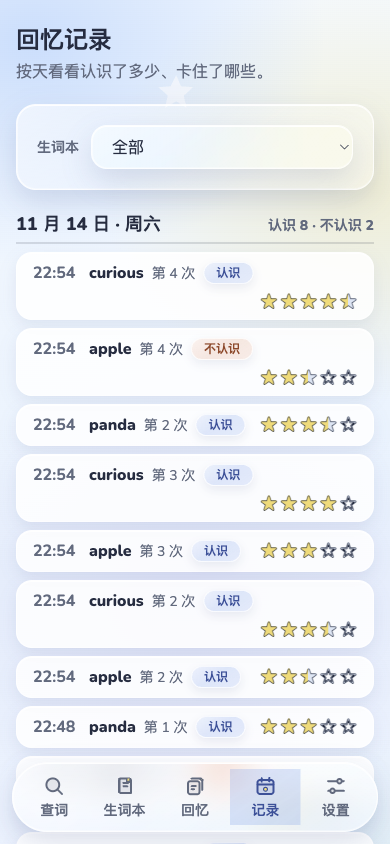 回忆记录
按天看看认识了多少、卡住了哪些。
生词本 全部
11 月 14 日 · 周六 认识 8 · 不认识 2
22:54 curious 第 4 次 认识
22:54 apple 第 4 次 不认识
22:54 panda 第 2 次 认识
22:54 curious 第 3 次 认识
22:54 apple 第 3 次 认识
22:54 curious 第 2 次 认识
22:54 apple 第 2 次 认识
22:48 panda 第 1 次 认识
查词 生词本 回忆 记录 设置